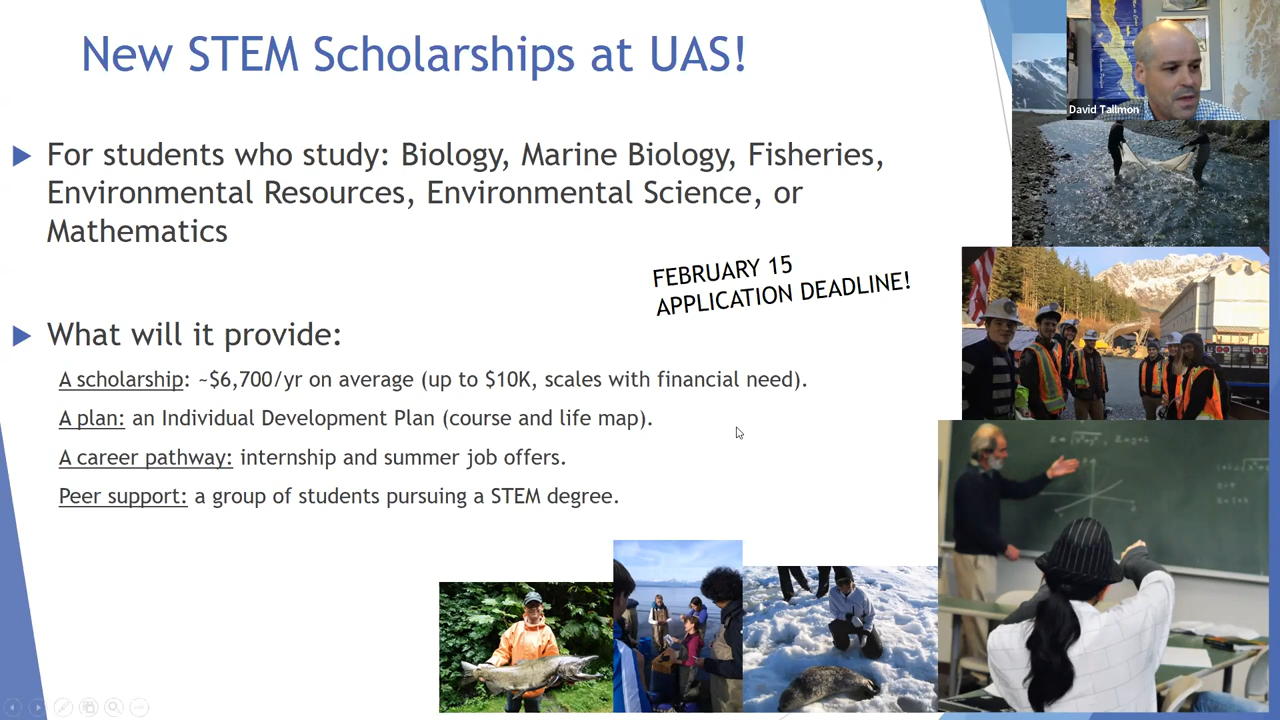 New STEM Scholarships at UAS!
David Tallmon
For students who study: Biology, Marine Biology, Fisheries,
Environmental Resources, Environmental Science, or
Mathematics
FEBRUARY 15
APPLICATION DEADLINE!
What will it provide:
A scholarship: ~$6,700/yr on average (up to $10K, scales with financial need).
A plan: an Individual Development Plan (course and life map).
A career pathway: internship and summer job offers.
Peer support: a group of students pursuing a STEM degree.